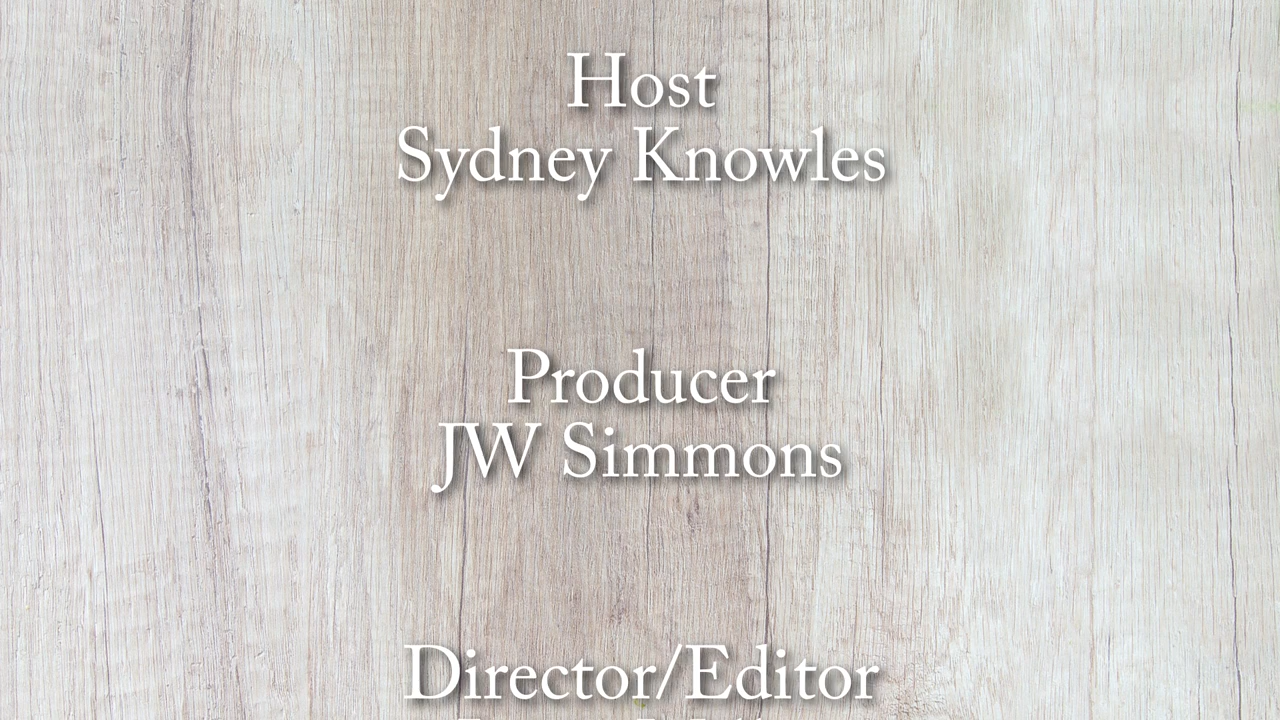 Host
Sydney Knowles
Producer
JW Simmons
Director/Editor